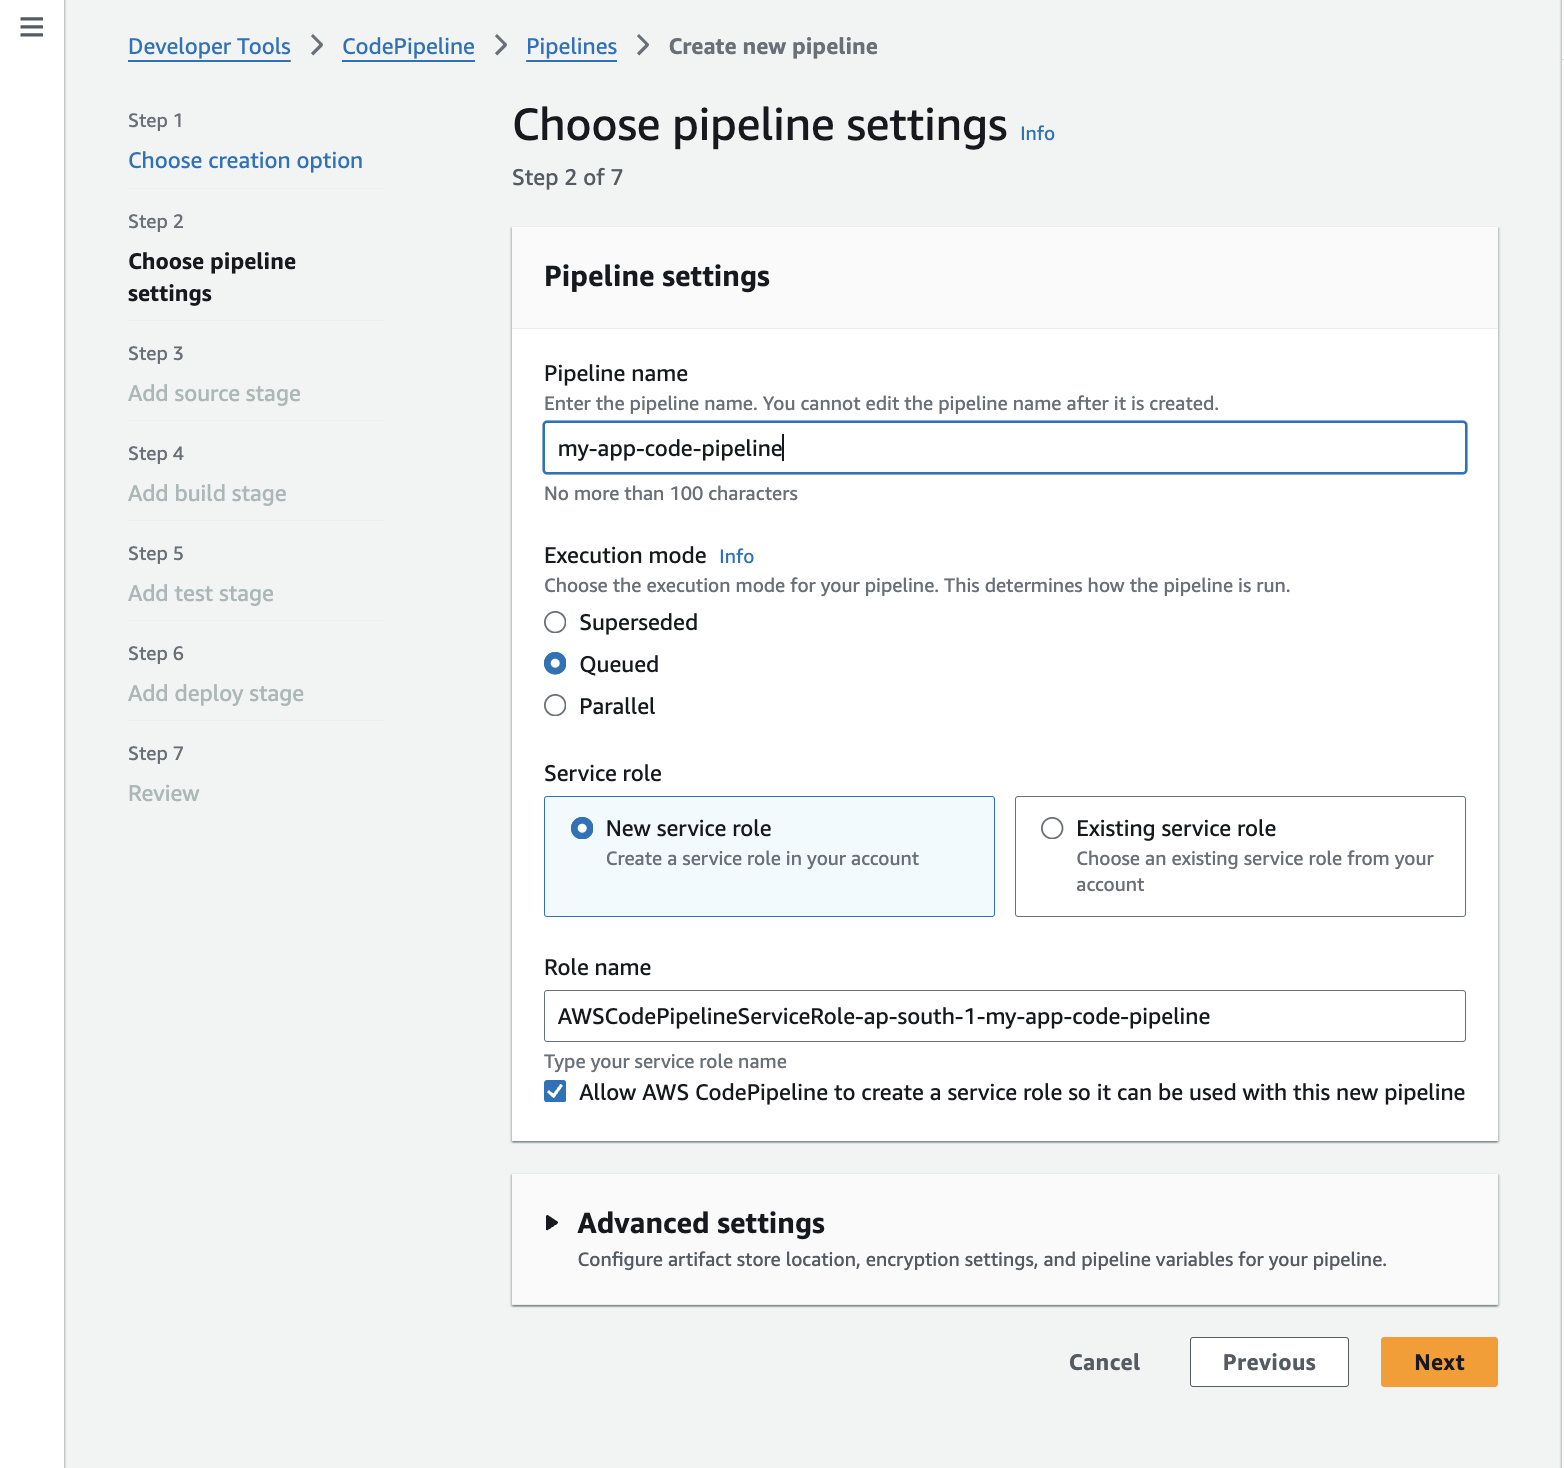 Developer Tools > CodePipeline > Pipelines > Create new pipeline
Step 1
Choose creation option
Step 2
Choose pipeline
settings
Step 3
Add source stage
Step 4
Add build stage
Step 5
Add test stage
Step 6
Add deploy stage
Step 7
Review
Choose pipeline settings Info
Step 2 of 7
Pipeline settings
Pipeline name
Enter the pipeline name. You cannot edit the pipeline name after it is created.
my-app-code-pipeline
No more than 100 characters
Execution mode Info
Choose the execution mode for your pipeline. This determines how the pipeline is run.
Superseded
Queued
Parallel
Service role
New service role
Create a service role in your account
Existing service role
Choose an existing service role from your
account
Role name
AWSCodePipelineServiceRole-ap-south-1-my-app-code-pipeline
Type your service role name
Allow AWS CodePipeline to create a service role so it can be used with this new pipeline
Advanced settings
Configure artifact store location, encryption settings, and pipeline variables for your pipeline.
Cancel Previous Next